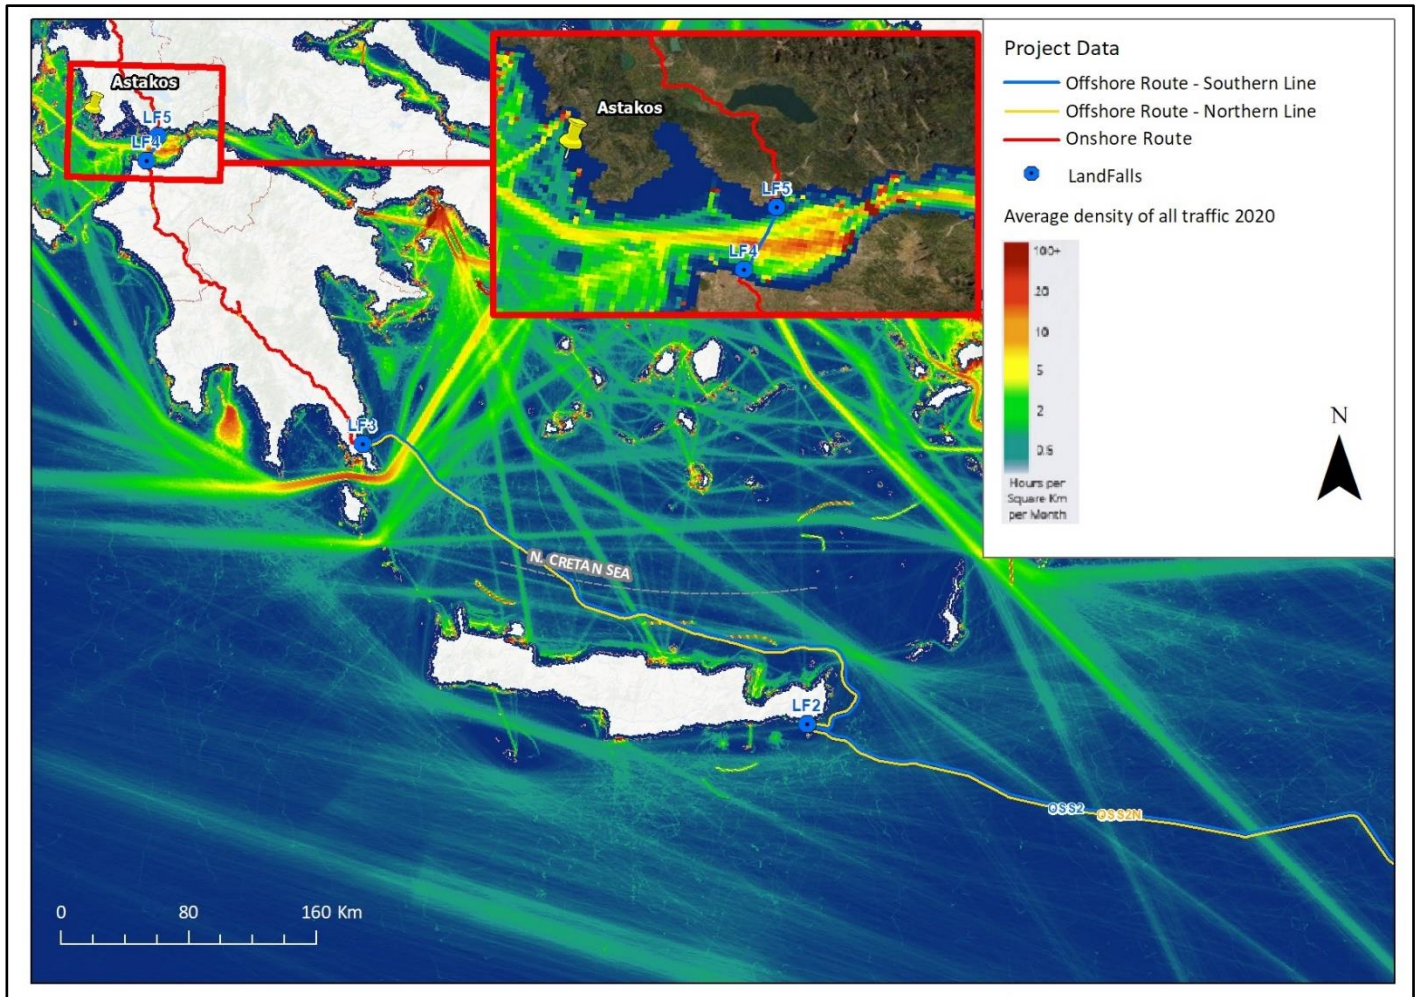 Project Data
Offshore Route - Southern Line
Offshore Route - Northern Line
Onshore Route
LandFalls
Average density of all traffic 2020
100+
20
10
5
2
0.5
Hours per
Square Km
per Month
N
Astakos
LF5
LF4
Astakos
LF5
LF4
LF3
N. CRETAN SEA
LF2
OSS2
OSS2N
0
80
160 Km